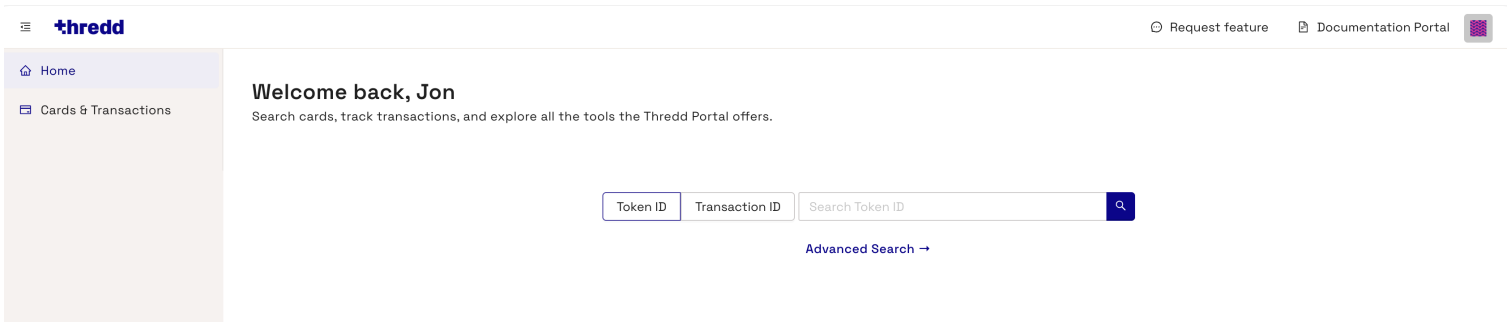 thredd
Request feature
Documentation Portal
Home
Cards & Transactions
Welcome back, Jon
Search cards, track transactions, and explore all the tools the Thredd Portal offers.
Token ID
Transaction ID
Search Token ID
Advanced Search →